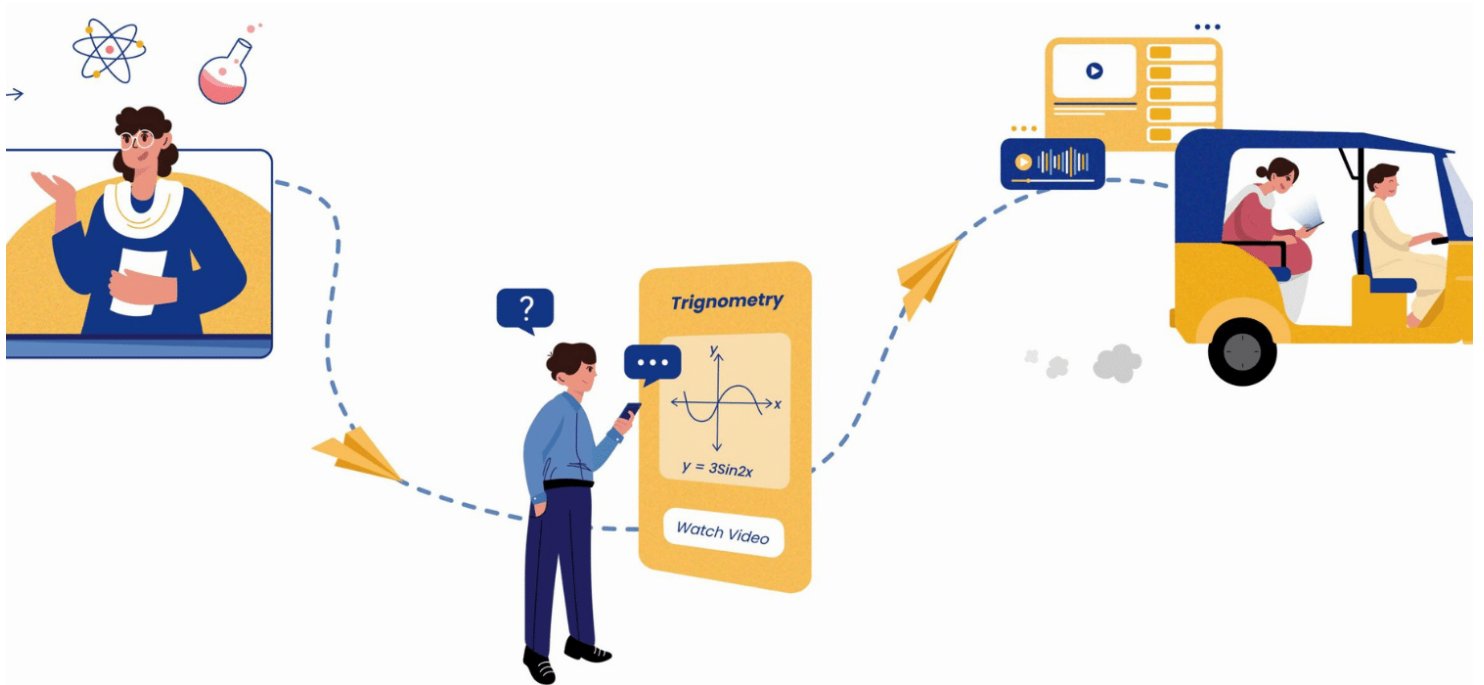 ?
Trignometry
y
x
y = 3Sin2x
Watch Video